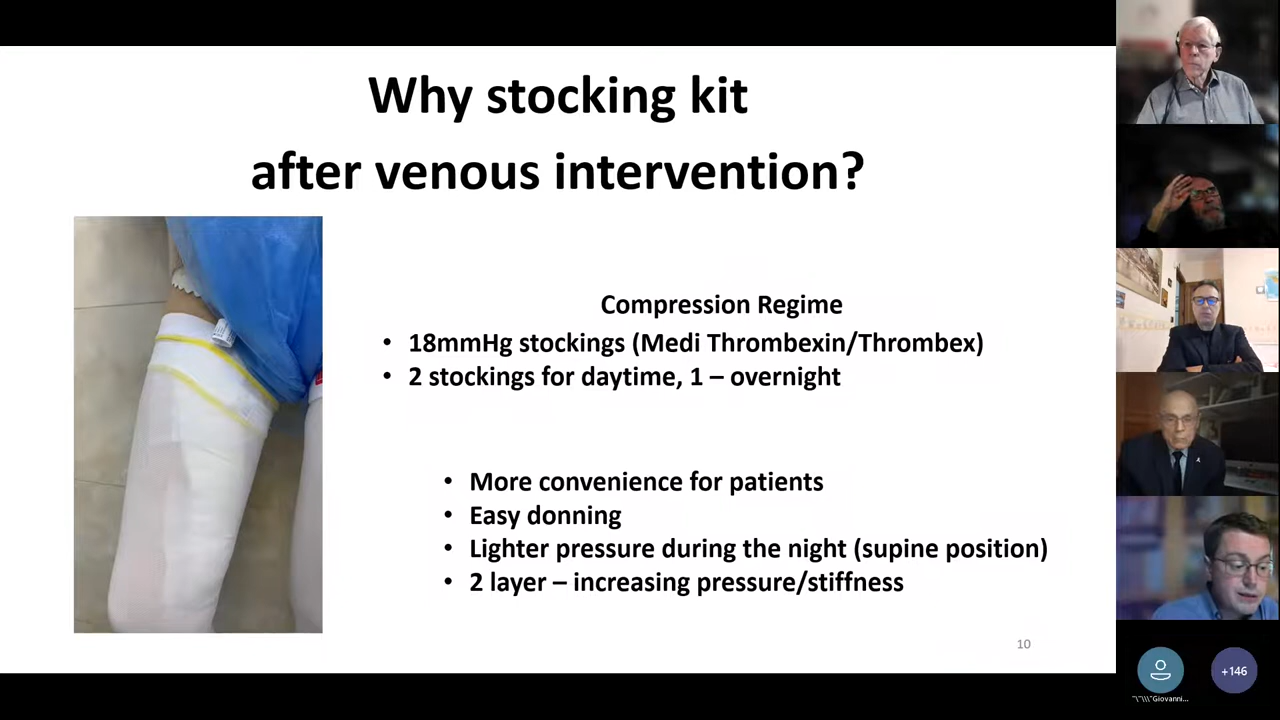 Why stocking kit
after venous intervention?
Compression Regime
• 18mmHg stockings (Medi Thrombexin/Thrombex)
• 2 stockings for daytime, 1 – overnight
• More convenience for patients
• Easy donning
• Lighter pressure during the night (supine position)
• 2 layer – increasing pressure/stiffness
10
+146
"\"\\\"Giovanni...